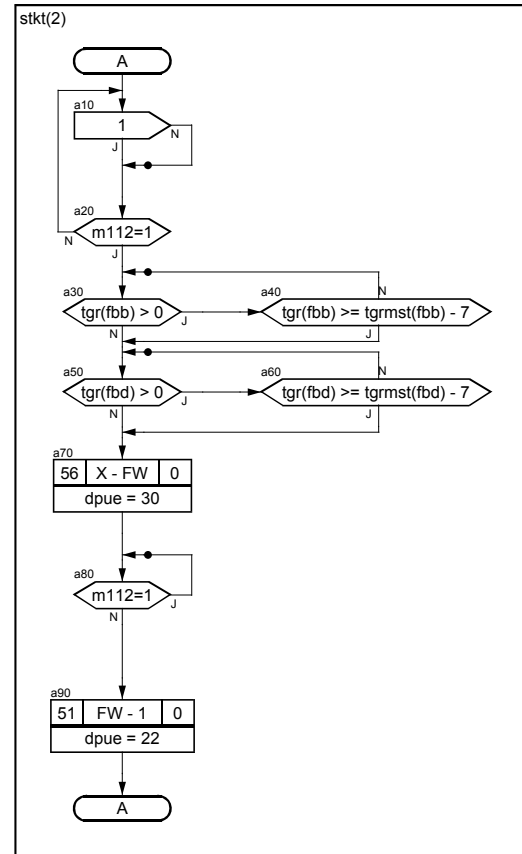 stkt(2)
A
a10
1
N
J
a20
m112=1
N
J
a30
tgr(fbb) > 0
J
N
a40
N
tgr(fbb) >= tgrmst(fbb) - 7
J
a50
tgr(fbd) > 0
J
N
a60
N
tgr(fbd) >= tgrmst(fbd) - 7
J
a70
56 X - FW 0
dpue = 30
a80
m112=1
J
N
a90
51 FW - 1 0
dpue = 22
A